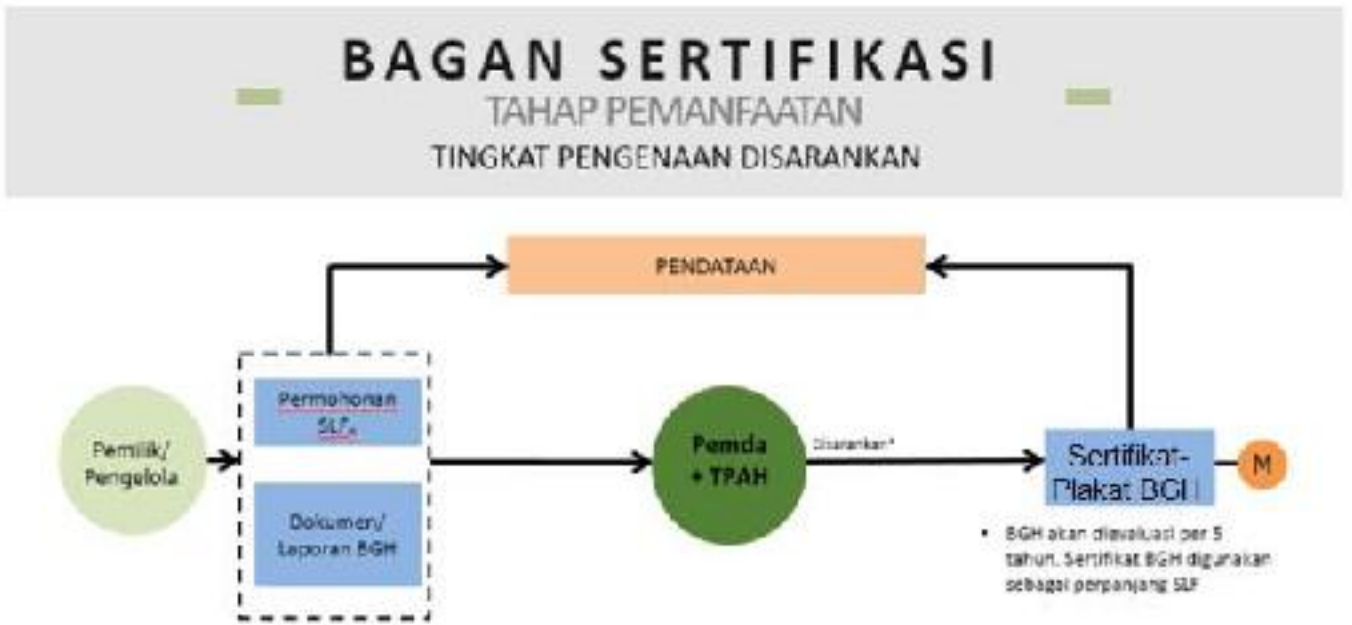 BAGAN SERTIFIKASI
TAHAP PEMANFAATAN
TINGKAT PENGENAAN DISARANKAN
PENDATAAN
Permohonan
SLFn
Pemilik/
Pengelola
Dokumen/
Laporan BGH
Pemda
+ TPAH
Disarankan*
Sertifikat-
Plakat BGH
M
• BGH akan dievaluasi per 5
tahun. Sertifikat BGH digunakan
sebagai perpanjang SLF